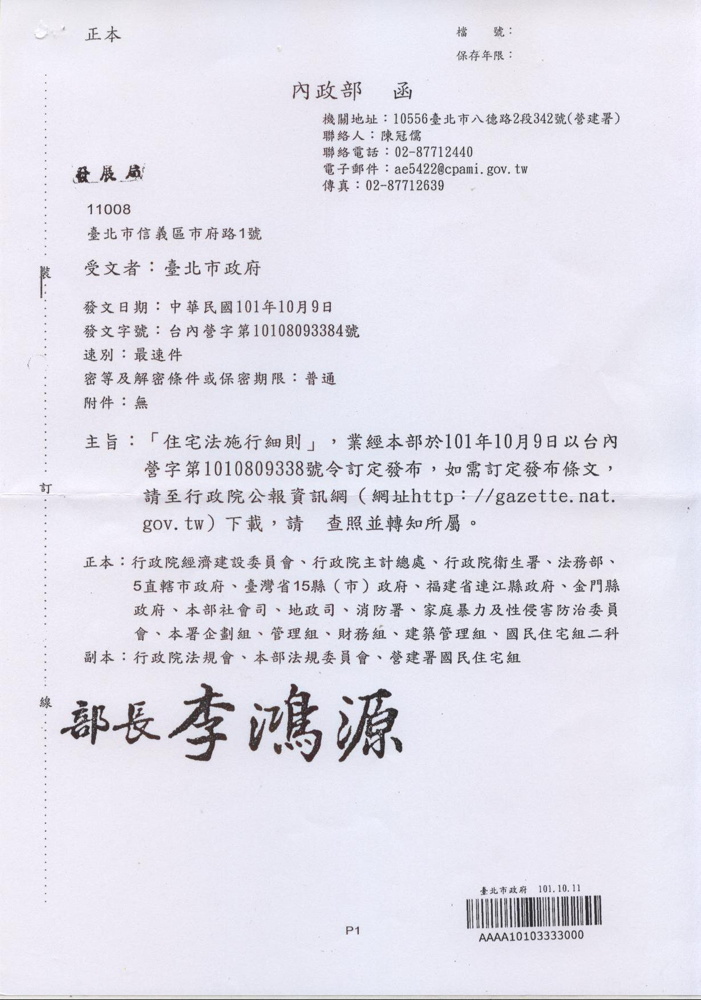 正本
檔　　號：
保存年限：
內政部　函
機關地址：10556臺北市八德路2段342號(營建署)
聯絡人：陳冠儒
聯絡電話：02-87712440
電子郵件：ae5422@cpami.gov.tw
傳真：02-87712639
發展局
11008
臺北市信義區市府路1號
受文者：臺北市政府
發文日期：中華民國101年10月9日
發文字號：台內營字第10108093384號
速別：最速件
密等及解密條件或保密期限：普通
附件：無
主旨：「住宅法施行細則」，業經本部於101年10月9日以台內
營字第1010809338號令訂定發布，如需訂定發布條文，
請至行政院公報資訊網（網址http：//gazette.nat.
gov.tw）下載，請　查照並轉知所屬。
正本：行政院經濟建設委員會、行政院主計總處、行政院衛生署、法務部、
5直轄市政府、臺灣省15縣（市）政府、福建省連江縣政府、金門縣
政府、本部社會司、地政司、消防署、家庭暴力及性侵害防治委員
會、本署企劃組、管理組、財務組、建築管理組、國民住宅組二科
副本：行政院法規會、本部法規委員會、營建署國民住宅組
部長 李鴻源
裝
訂
線
臺北市政府 101.10.11
AAAA10103333000
P1